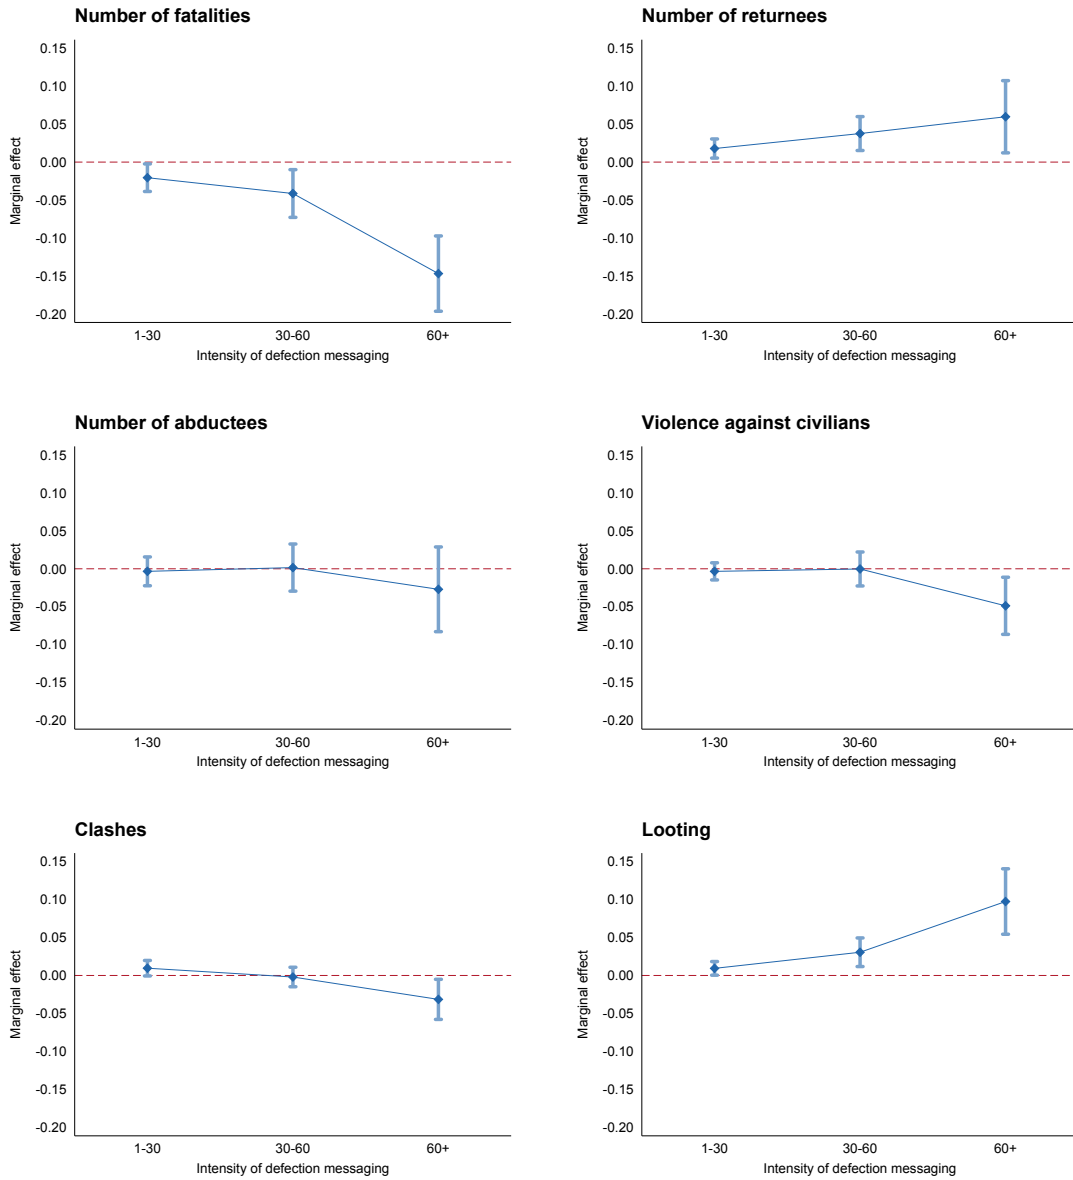 Number of fatalities
0.15
0.10
0.05
0.00
-0.05
-0.10
-0.15
-0.20
Marginal effect
1-30 30-60 60+
Intensity of defection messaging
Number of returnees
0.15
0.10
0.05
0.00
-0.05
-0.10
-0.15
-0.20
Marginal effect
1-30 30-60 60+
Intensity of defection messaging
Number of abductees
0.15
0.10
0.05
0.00
-0.05
-0.10
-0.15
-0.20
Marginal effect
1-30 30-60 60+
Intensity of defection messaging
Violence against civilians
0.15
0.10
0.05
0.00
-0.05
-0.10
-0.15
-0.20
Marginal effect
1-30 30-60 60+
Intensity of defection messaging
Clashes
0.15
0.10
0.05
0.00
-0.05
-0.10
-0.15
-0.20
Marginal effect
1-30 30-60 60+
Intensity of defection messaging
Looting
0.15
0.10
0.05
0.00
-0.05
-0.10
-0.15
-0.20
Marginal effect
1-30 30-60 60+
Intensity of defection messaging